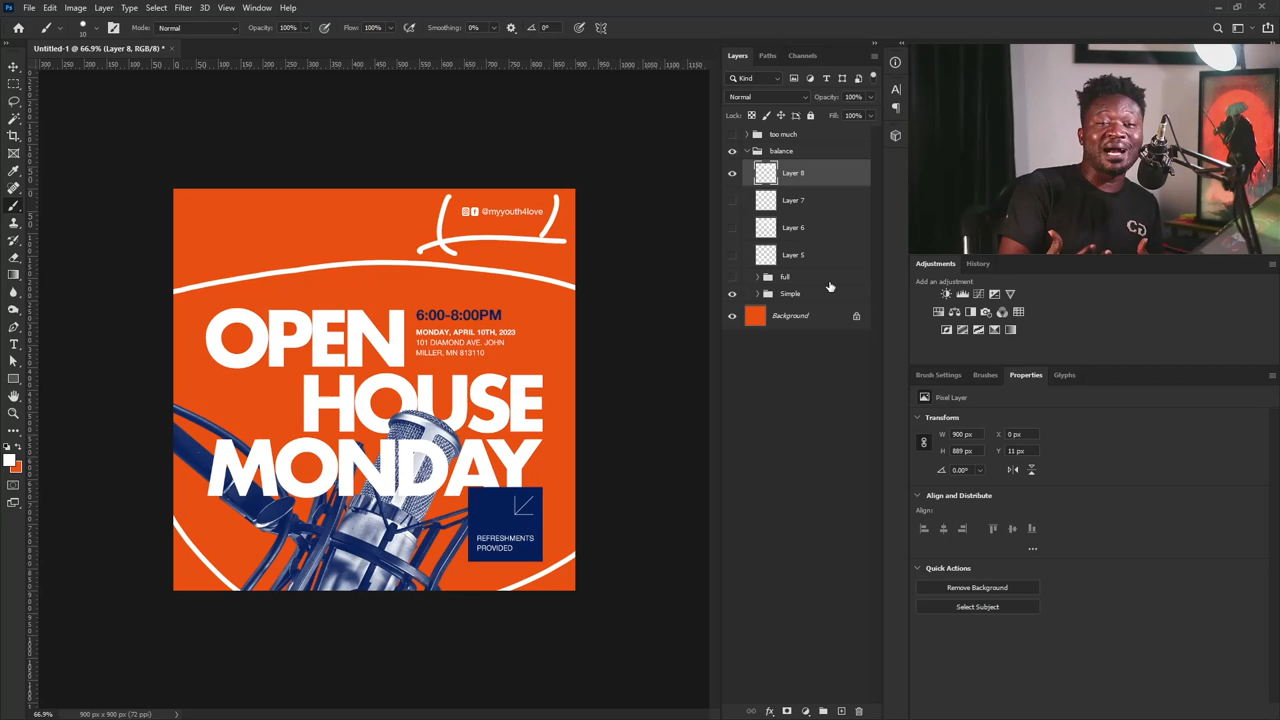 Ps File Edit Image Layer Type Select Filter 3D View Window Help
10 Mode: Normal Opacity: 100% Flow: 100% Smoothing: 0% 0°
Untitled-1 @ 66.9% (Layer 8, RGB/8) *
@myyouth4love
OPEN
6:00-8:00PM
MONDAY, APRIL 10TH, 2023
101 DIAMOND AVE. JOHN
MILLER, MN 813110
HOUSE
MONDAY
REFRESHMENTS
PROVIDED
66.9% 900 px x 900 px (72 ppi)
Layers Paths Channels
Kind
Normal Opacity: 100%
Lock: Fill: 100%
too much
balance
Layer 8
Layer 7
Layer 6
Layer 5
full
Simple
Background
Adjustments History
Add an adjustment
Brush Settings Brushes Properties Glyphs
Pixel Layer
Transform
W 900 px X 0 px
H 889 px Y 11 px
0.00°
Align and Distribute
Align:
Quick Actions
Remove Background
Select Subject